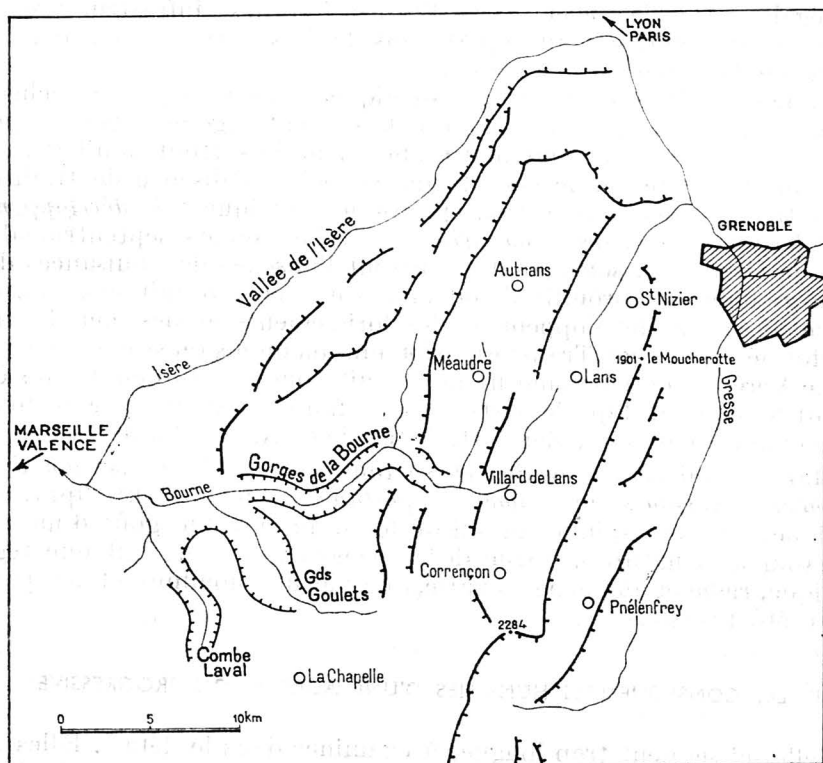 LYON
PARIS
GRENOBLE
Vallée de l'Isère
Autrans
St Nizier
1901 le Moucherotte
Isère
Méaudre
Lans
Gresse
MARSEILLE
VALENCE
Gorges de la Bourne
Bourne
Villard de Lans
Gds
Goulets
Corrençon
Pnélenfrey
2284
Combe
Laval
La Chapelle
0 5 10km